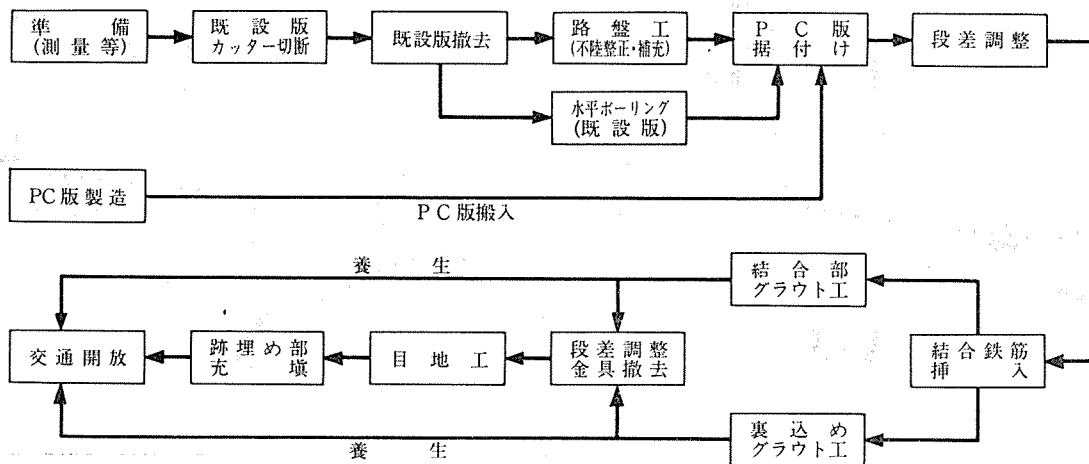 準備
(測量等)
既設版
カッター切断
既設版撤去
路盤工
(不陸整正・補充)
PC版
据付け
段差調整
水平ボーリング
(既設版)
PC版製造
PC版搬入
養生
結合部
グラウト工
交通開放
跡埋め部
充塡
目地工
段差調整
金具撤去
結合鉄筋
挿入
養生
裏込め
グラウト工